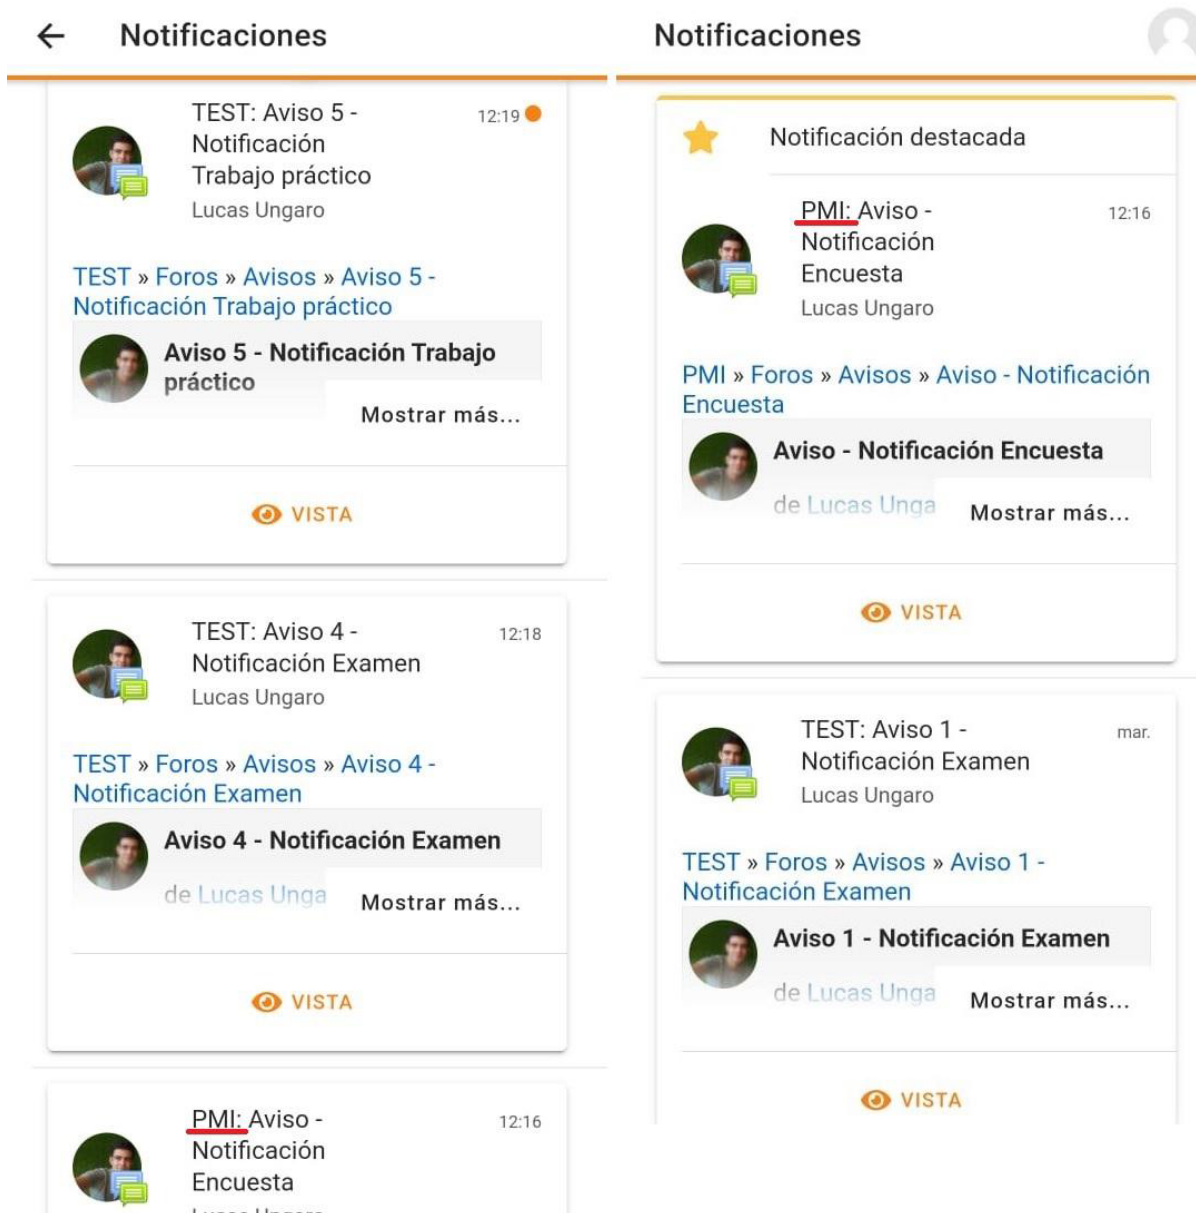 Notificaciones
TEST: Aviso 5 -
12:19
Notificación
Trabajo práctico
Lucas Ungaro
TEST » Foros » Avisos » Aviso 5 -
Notificación Trabajo práctico
Aviso 5 - Notificación Trabajo
práctico
Mostrar más...
VISTA
TEST: Aviso 4 -
12:18
Notificación Examen
Lucas Ungaro
TEST » Foros » Avisos » Aviso 4 -
Notificación Examen
Aviso 4 - Notificación Examen
de Lucas Unga
Mostrar más...
VISTA
PMI: Aviso -
12:16
Notificación
Encuesta
Lucas Ungaro
Notificaciones
Notificación destacada
PMI: Aviso -
12:16
Notificación
Encuesta
Lucas Ungaro
PMI » Foros » Avisos » Aviso - Notificación
Encuesta
Aviso - Notificación Encuesta
de Lucas Unga
Mostrar más...
VISTA
TEST: Aviso 1 -
mar.
Notificación Examen
Lucas Ungaro
TEST » Foros » Avisos » Aviso 1 -
Notificación Examen
Aviso 1 - Notificación Examen
de Lucas Unga
Mostrar más...
VISTA